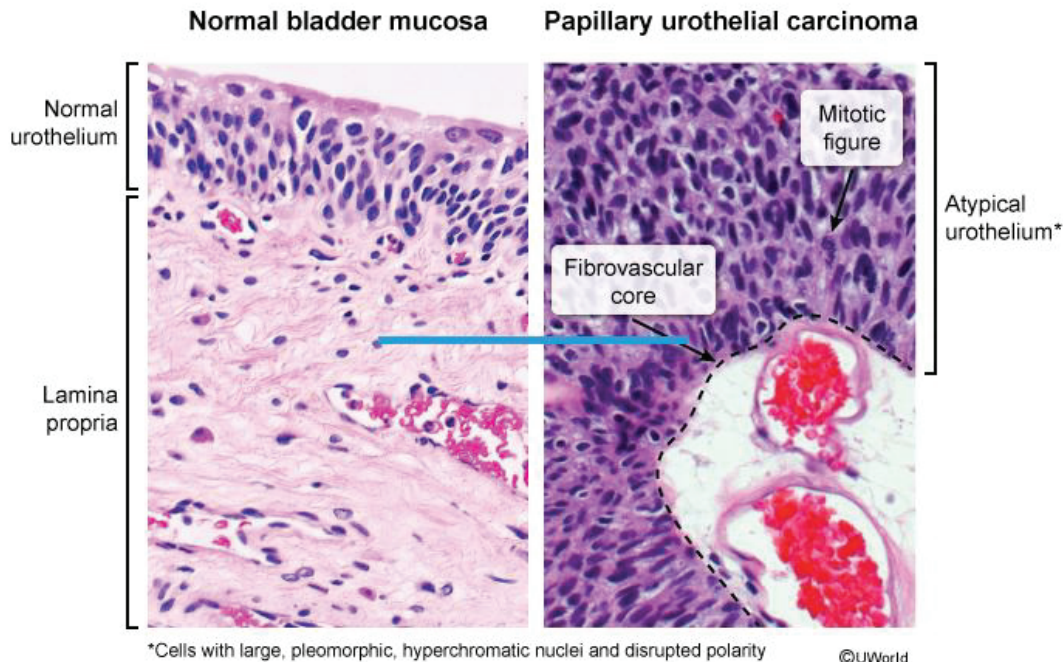 Normal bladder mucosa
Papillary urothelial carcinoma
Normal
urothelium
Lamina
propria
Mitotic
figure
Fibrovascular
core
Atypical
urothelium*
*Cells with large, pleomorphic, hyperchromatic nuclei and disrupted polarity
©UWorld